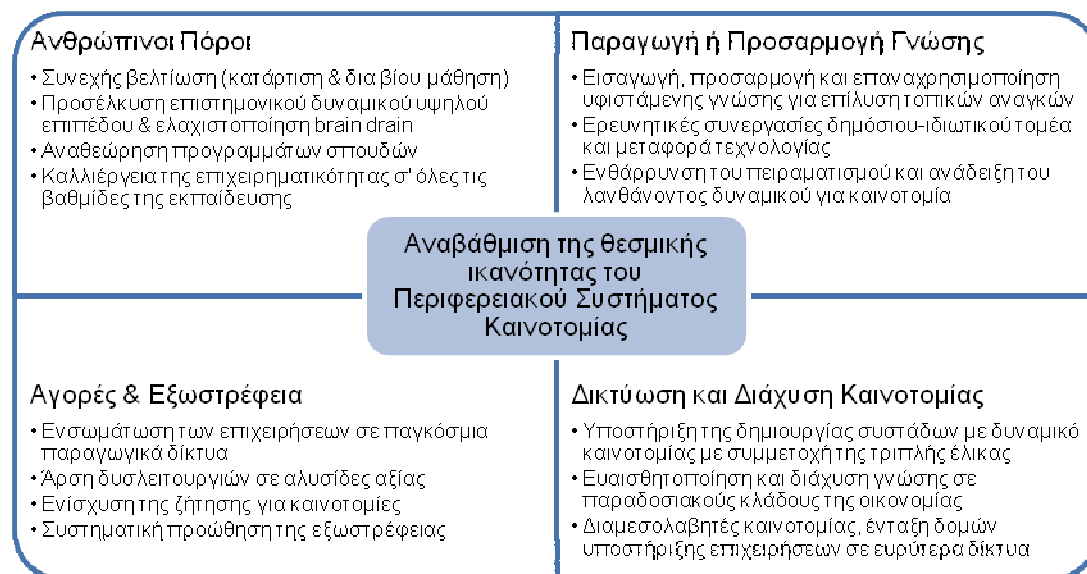 Ανθρώπινοι Πόροι
• Συνεχής βελτίωση (κατάρτιση & δια βίου μάθηση)
• Προσέλκυση επιστημονικού δυναμικού υψηλού
επιπέδου & ελαχιστοποίηση brain drain
• Αναθεώρηση προγραμμάτων σπουδών
• Καλλιέργεια της επιχειρηματικότητας σ' όλες τις
βαθμίδες της εκπαίδευσης
Παραγωγή ή Προσαρμογή Γνώσης
• Εισαγωγή, προσαρμογή και επαναχρησιμοποίηση
υφιστάμενης γνώσης για επίλυση τοπικών αναγκών
• Ερευνητικές συνεργασίες δημόσιου-ιδιωτικού τομέα
και μεταφορά τεχνολογίας
• Ενθάρρυνση του πειραματισμού και ανάδειξη του
λανθάνοντος δυναμικού για καινοτομία
Αναβάθμιση της θεσμικής
ικανότητας του
Περιφερειακού Συστήματος
Καινοτομίας
Αγορές & Εξωστρέφεια
• Ενσωμάτωση των επιχειρήσεων σε παγκόσμια
παραγωγικά δίκτυα
• Άρση δυσλειτουργιών σε αλυσίδες αξίας
• Ενίσχυση της ζήτησης για καινοτομίες
• Συστηματική προώθηση της εξωστρέφειας
Δικτύωση και Διάχυση Καινοτομίας
• Υποστήριξη της δημιουργίας συστάδων με δυναμικό
καινοτομίας με συμμετοχή της τριπλής έλικας
• Ευαισθητοποίηση και διάχυση γνώσης σε
παραδοσιακούς κλάδους της οικονομίας
• Διαμεσολαβητές καινοτομίας, ένταξη δομών
υποστήριξης επιχειρήσεων σε ευρύτερα δίκτυα